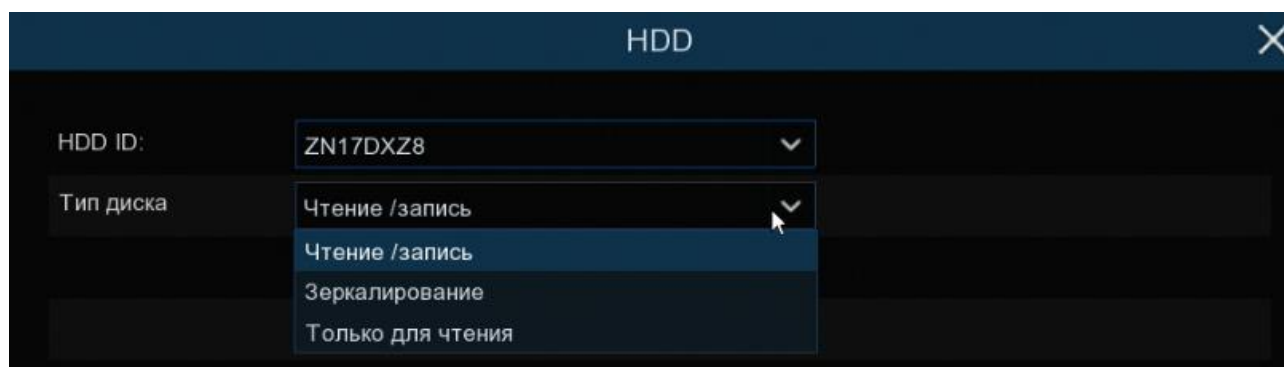 HDD
HDD ID: ZN17DXZ8
Тип диска Чтение /запись
Чтение /запись
Зеркалирование
Только для чтения